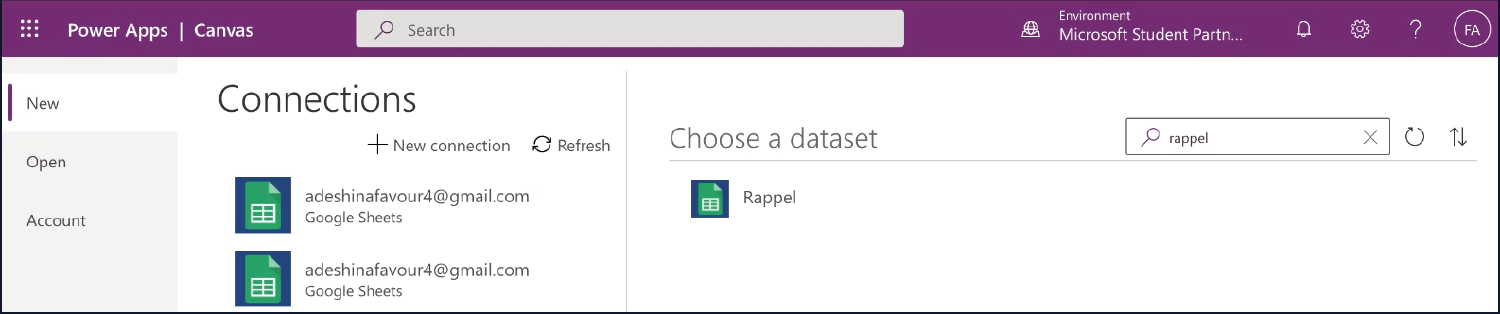 Power Apps | Canvas
Search
Environment
Microsoft Student Partn...
?
FA
New
Open
Account
Connections
New connection
Refresh
adeshinafavour4@gmail.com
Google Sheets
adeshinafavour4@gmail.com
Google Sheets
Choose a dataset
rappel
Rappel